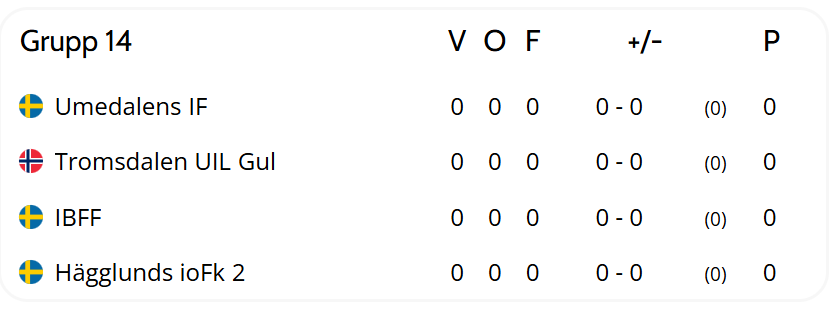 Grupp 14 V O F +/- P
Umedalens IF 0 0 0 0 - 0 (0) 0
Tromsdalen UIL Gul 0 0 0 0 - 0 (0) 0
IBFF 0 0 0 0 - 0 (0) 0
Hägglunds ioFk 2 0 0 0 0 - 0 (0) 0